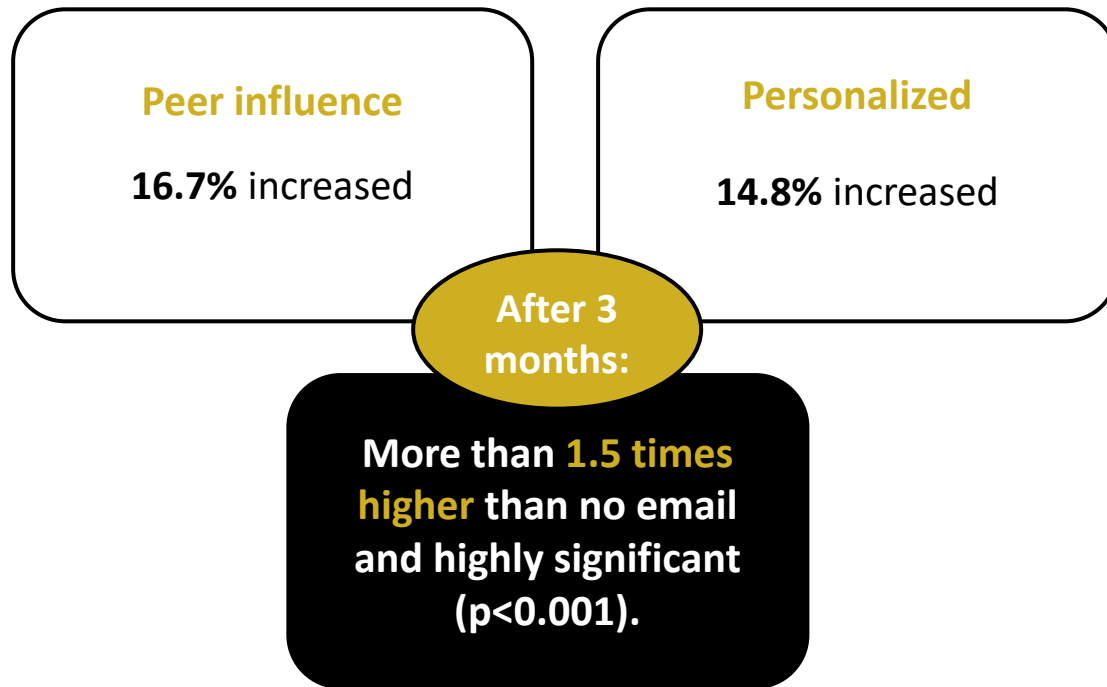 Peer influence
16.7% increased
Personalized
14.8% increased
After 3
months:
More than 1.5 times
higher than no email
and highly significant
(p<0.001).